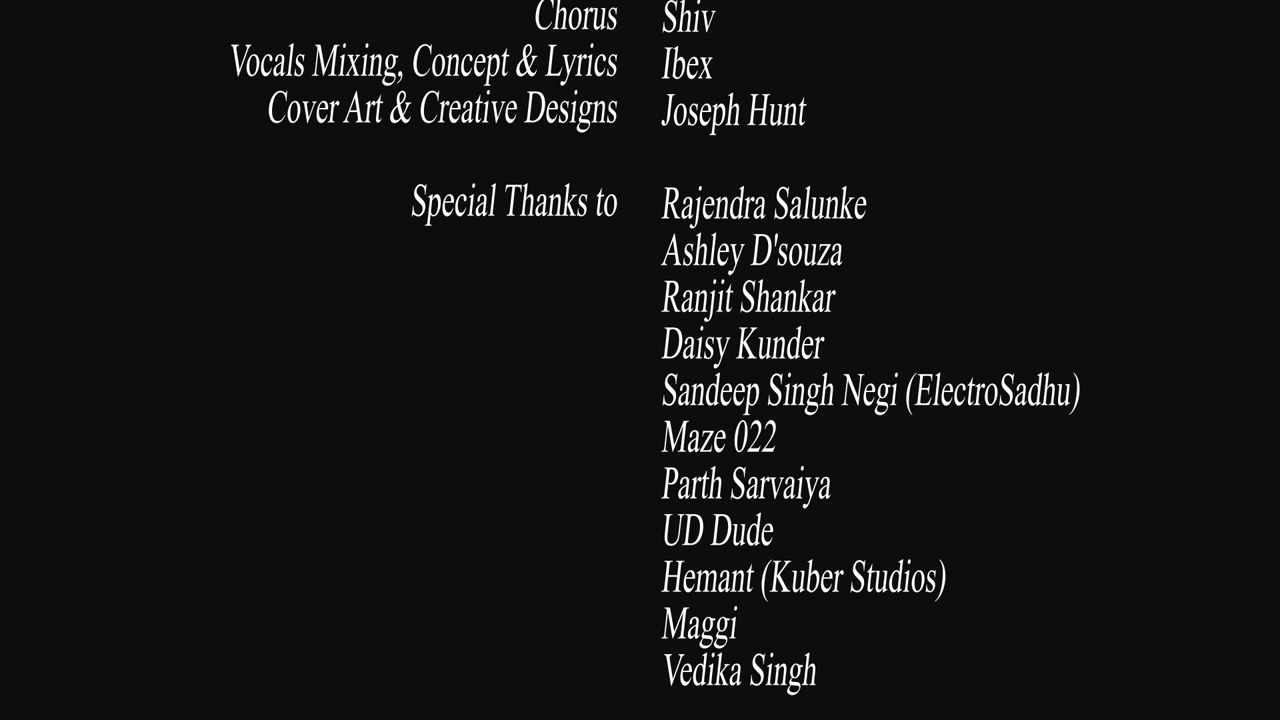 Chorus Shiv
Vocals Mixing, Concept & Lyrics Ibex
Cover Art & Creative Designs Joseph Hunt
Special Thanks to Rajendra Salunke
Ashley D'souza
Ranjit Shankar
Daisy Kunder
Sandeep Singh Negi (ElectroSadhu)
Maze 022
Parth Sarvaiya
UD Dude
Hemant (Kuber Studios)
Maggi
Vedika Singh